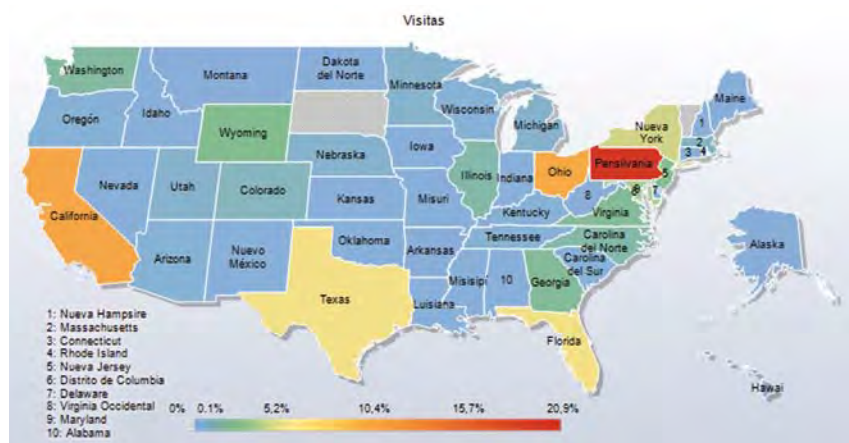 Visitas
Washington
Montana
Dakota
del Norte
Minnesota
Maine
Oregón
Idaho
Wisconsin
Michigan
Nueva
York
1
2
3
4
Wyoming
Nebraska
Iowa
Illinois
Indiana
Ohio
Pensilvania
5
6
9
7
8
Nevada
Utah
Colorado
Kansas
Misuri
Kentucky
Virginia
California
Arizona
Nuevo
México
Oklahoma
Arkansas
Tennessee
Carolina
del Norte
Carolina
del Sur
Alaska
Texas
Luisiana
Misisipi
10
Georgia
Florida
Hawai
1: Nueva Hampsire
2: Massachusetts
3: Connecticut
4: Rhode Island
5: Nueva Jersey
6: Distrito de Columbia
7: Delaware
8: Virginia Occidental
9: Maryland
10: Alabama
0% 0.1% 5,2% 10,4% 15,7% 20,9%